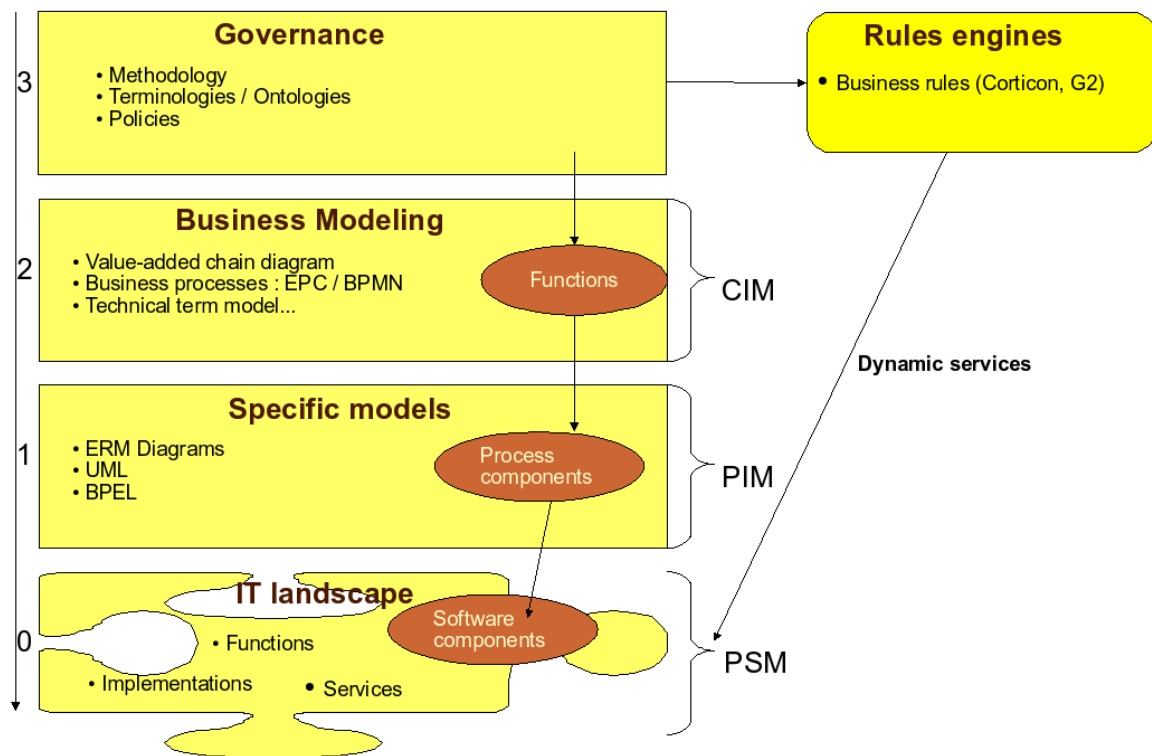 3
Governance
• Methodology
• Terminologies / Ontologies
• Policies
Rules engines
• Business rules (Corticon, G2)
2
Business Modeling
• Value-added chain diagram
• Business processes : EPC / BPMN
• Technical term model...
Functions
CIM
Dynamic services
1
Specific models
• ERM Diagrams
• UML
• BPEL
Process
components
PIM
0
IT landscape
• Functions
• Implementations
• Services
Software
components
PSM